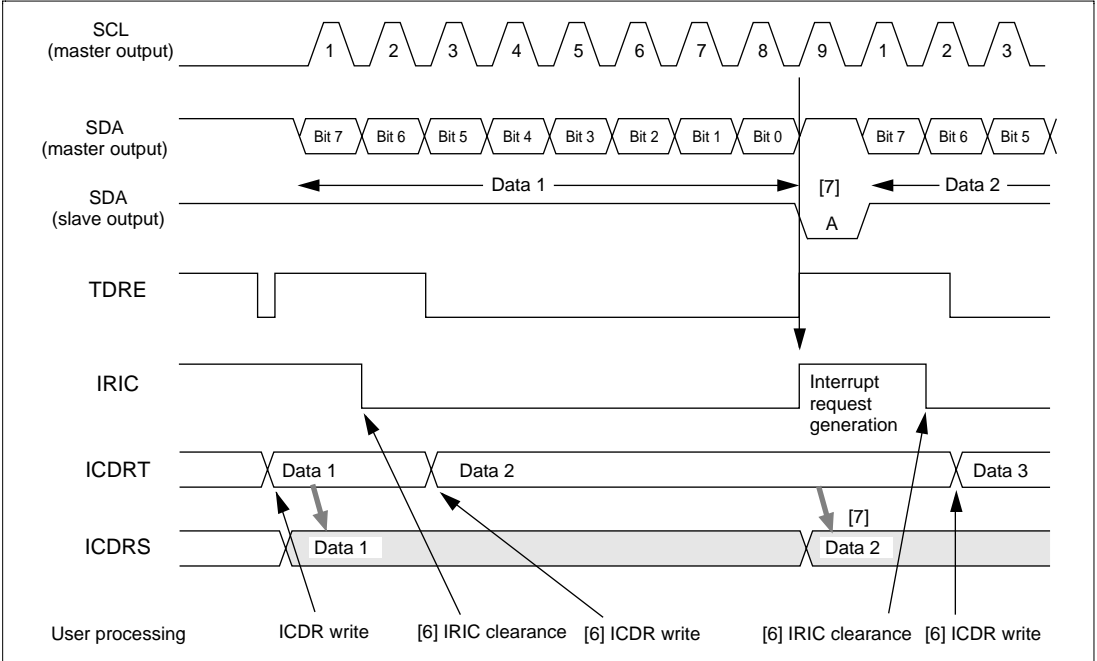 SCL
(master output)
1 2 3 4 5 6 7 8 9 1 2 3
SDA
(master output)
Bit 7 Bit 6 Bit 5 Bit 4 Bit 3 Bit 2 Bit 1 Bit 0 Bit 7 Bit 6 Bit 5
Data 1 [7] Data 2
SDA
(slave output)
A
TDRE
IRIC
Interrupt
request
generation
ICDRT
Data 1 Data 2 Data 3
[7]
ICDRS
Data 1 Data 2
User processing ICDR write [6] IRIC clearance [6] ICDR write [6] IRIC clearance [6] ICDR write